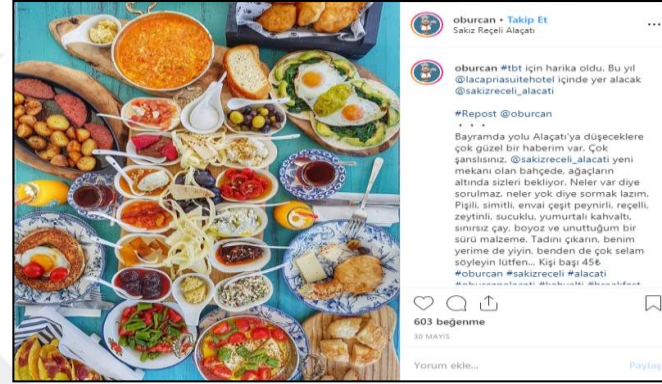 oburcan • Takip Et
Sakız Reçeli Alaçatı
oburcan #tbt için harika oldu. Bu yıl
@lacapriasuitehotel içinde yer alacak
@sakizreceli_alacati
#Repost @oburcan
• • •
Bayramda yolu Alaçatı'ya düşeceklere
çok güzel bir haberim var. Çok
şanslısınız, @sakizreceli_alacati yeni
mekanı olan bahçede, ağaçların
altında sizleri bekliyor. Neler var diye
sorulmaz, neler yok diye sormak lazım.
Pişili, simitli, envai çeşit peynirli, reçelli,
zeytinli, sucuklu, yumurtalı kahvaltı,
sınırsız çay, boyoz ve unuttuğum bir
sürü malzeme. Tadını çıkarın, benim
yerime de yiyin, benden de çok selam
söyleyin lütfen... Kişi başı 45₺
#oburcan #sakizreceli #alacati
#oburcanalacati #kahvalti #breakfast
603 beğenme
30 MAYIS
Yorum ekle...
Paylaş